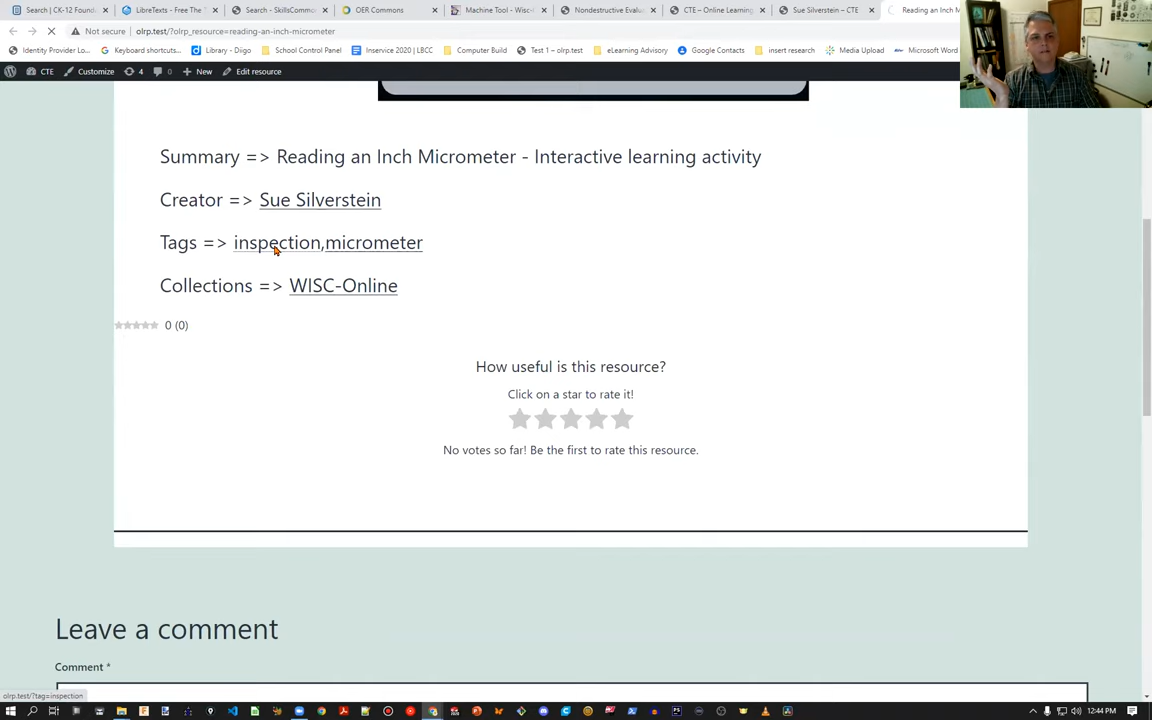 Search | CK-12 Found:
LibreTexts - Free The
Search - SkillsCommo
OER Commons
Machine Tool - Wisc-
Nondestructive Evalu
CTE – Online Learning
Sue Silverstein – CTE
Reading an Inch M
Not secure
olrp.test/?olrp_resource=reading-an-inch-micrometer
Identity Provider Lo...
Keyboard shortcuts...
Library - Diigo
School Control Panel
Inservice 2020 | LBCC
Computer Build
Test 1 – olrp.test
eLearning Advisory
Google Contacts
insert research
Media Upload
Microsoft Word
CTE
Customize
4
0
New
Edit resource
Summary => Reading an Inch Micrometer - Interactive learning activity
Creator => Sue Silverstein
Tags => inspection,micrometer
Collections => WISC-Online
0 (0)
How useful is this resource?
Click on a star to rate it!
No votes so far! Be the first to rate this resource.
Leave a comment
Comment *
olrp.test/?tag=inspection
12:44 PM